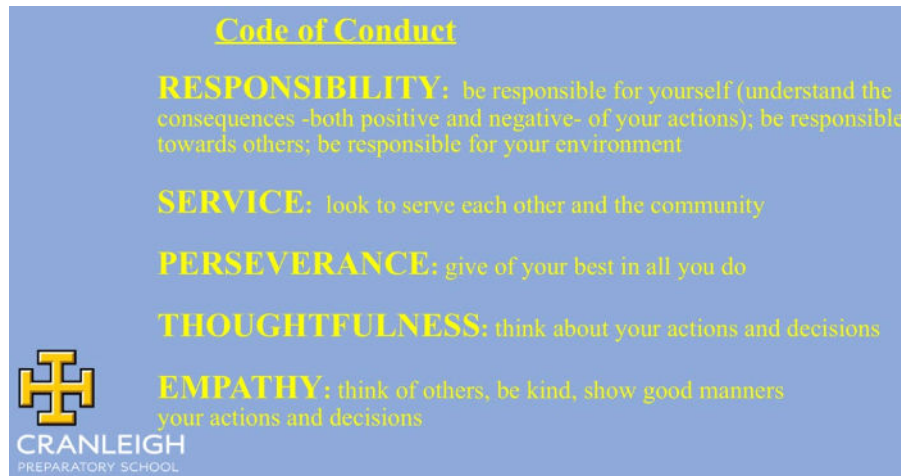 Code of Conduct
RESPONSIBILITY: be responsible for yourself (understand the
consequences -both positive and negative- of your actions); be responsible
towards others; be responsible for your environment
SERVICE: look to serve each other and the community
PERSEVERANCE: give of your best in all you do
THOUGHTFULNESS: think about your actions and decisions
EMPATHY: think of others, be kind, show good manners
your actions and decisions
CRANLEIGH
PREPARATORY SCHOOL